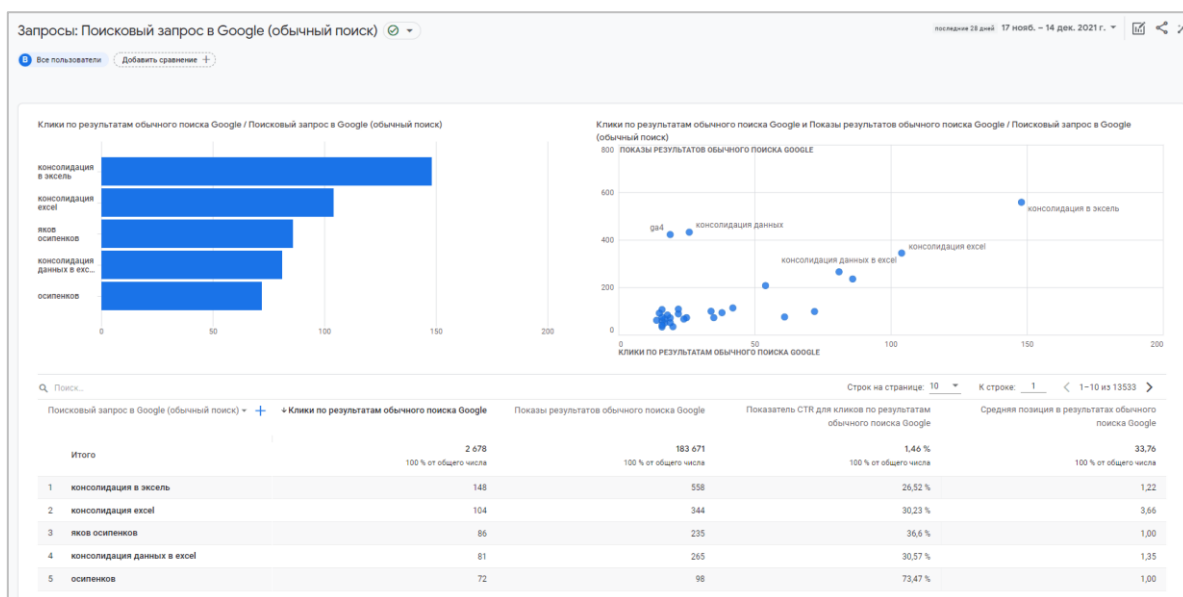 Запросы: Поисковый запрос в Google (обычный поиск)
последние 28 дней 17 нояб. – 14 дек. 2021 г.
В Все пользователи Добавить сравнение +
Клики по результатам обычного поиска Google / Поисковый запрос в Google (обычный поиск)
консолидация
в эксель
консолидация
excel
яков
осипенков
консолидация
данных в exc...
осипенков
0 50 100 150 200
Клики по результатам обычного поиска Google и Показы результатов обычного поиска Google / Поисковый запрос в Google
(обычный поиск)
800 ПОКАЗЫ РЕЗУЛЬТАТОВ ОБЫЧНОГО ПОИСКА GOOGLE
600
консолидация в эксель
ga4 консолидация данных
400
консолидация excel
консолидация данных в excel
200
0
0 50 100 150 200
КЛИКИ ПО РЕЗУЛЬТАТАМ ОБЫЧНОГО ПОИСКА GOOGLE
Поиск... Строк на странице: 10 К строке: 1 < 1–10 из 13533 >
Поисковый запрос в Google (обычный поиск) + ↓ Клики по результатам обычного поиска Google Показы результатов обычного поиска Google Показатель CTR для кликов по результатам Средняя позиция в результатах обычного
обычного поиска Google поиска Google
Итого 2 678 183 671 1,46 % 33,76
100 % от общего числа 100 % от общего числа 100 % от общего числа 100 % от общего числа
1 консолидация в эксель 148 558 26,52 % 1,22
2 консолидация excel 104 344 30,23 % 3,66
3 яков осипенков 86 235 36,6 % 1,00
4 консолидация данных в excel 81 265 30,57 % 1,35
5 осипенков 72 98 73,47 % 1,00